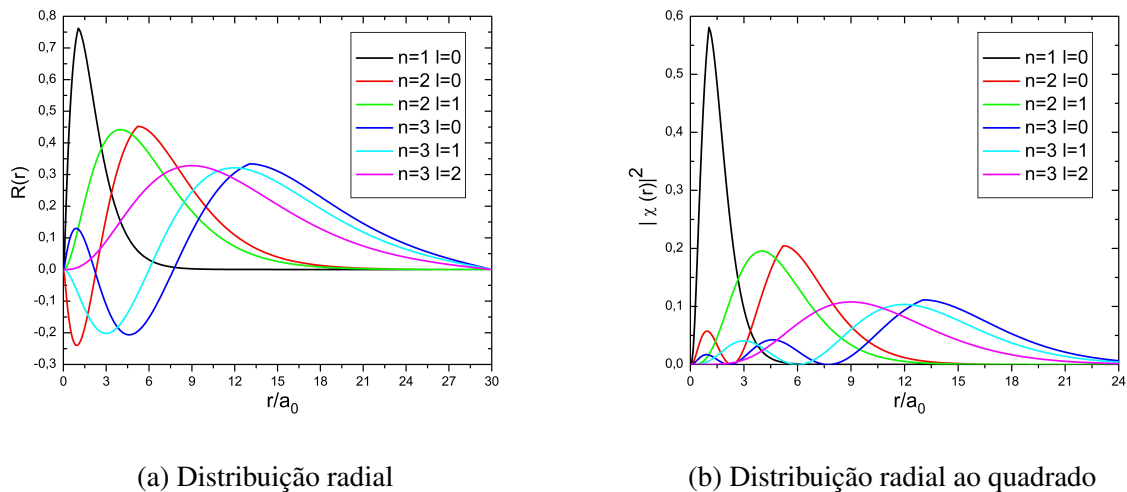 0,8
0,7
0,6
0,5
0,4
0,3
0,2
0,1
0,0
-0,1
-0,2
-0,3
R(r)
0 3 6 9 12 15 18 21 24 27 30
r/a₀
n=1 l=0
n=2 l=0
n=2 l=1
n=3 l=0
n=3 l=1
n=3 l=2
(a) Distribuição radial
0,6
0,5
0,4
0,3
0,2
0,1
0,0
| χ (r)|²
0 3 6 9 12 15 18 21 24
r/a₀
n=1 l=0
n=2 l=0
n=2 l=1
n=3 l=0
n=3 l=1
n=3 l=2
(b) Distribuição radial ao quadrado